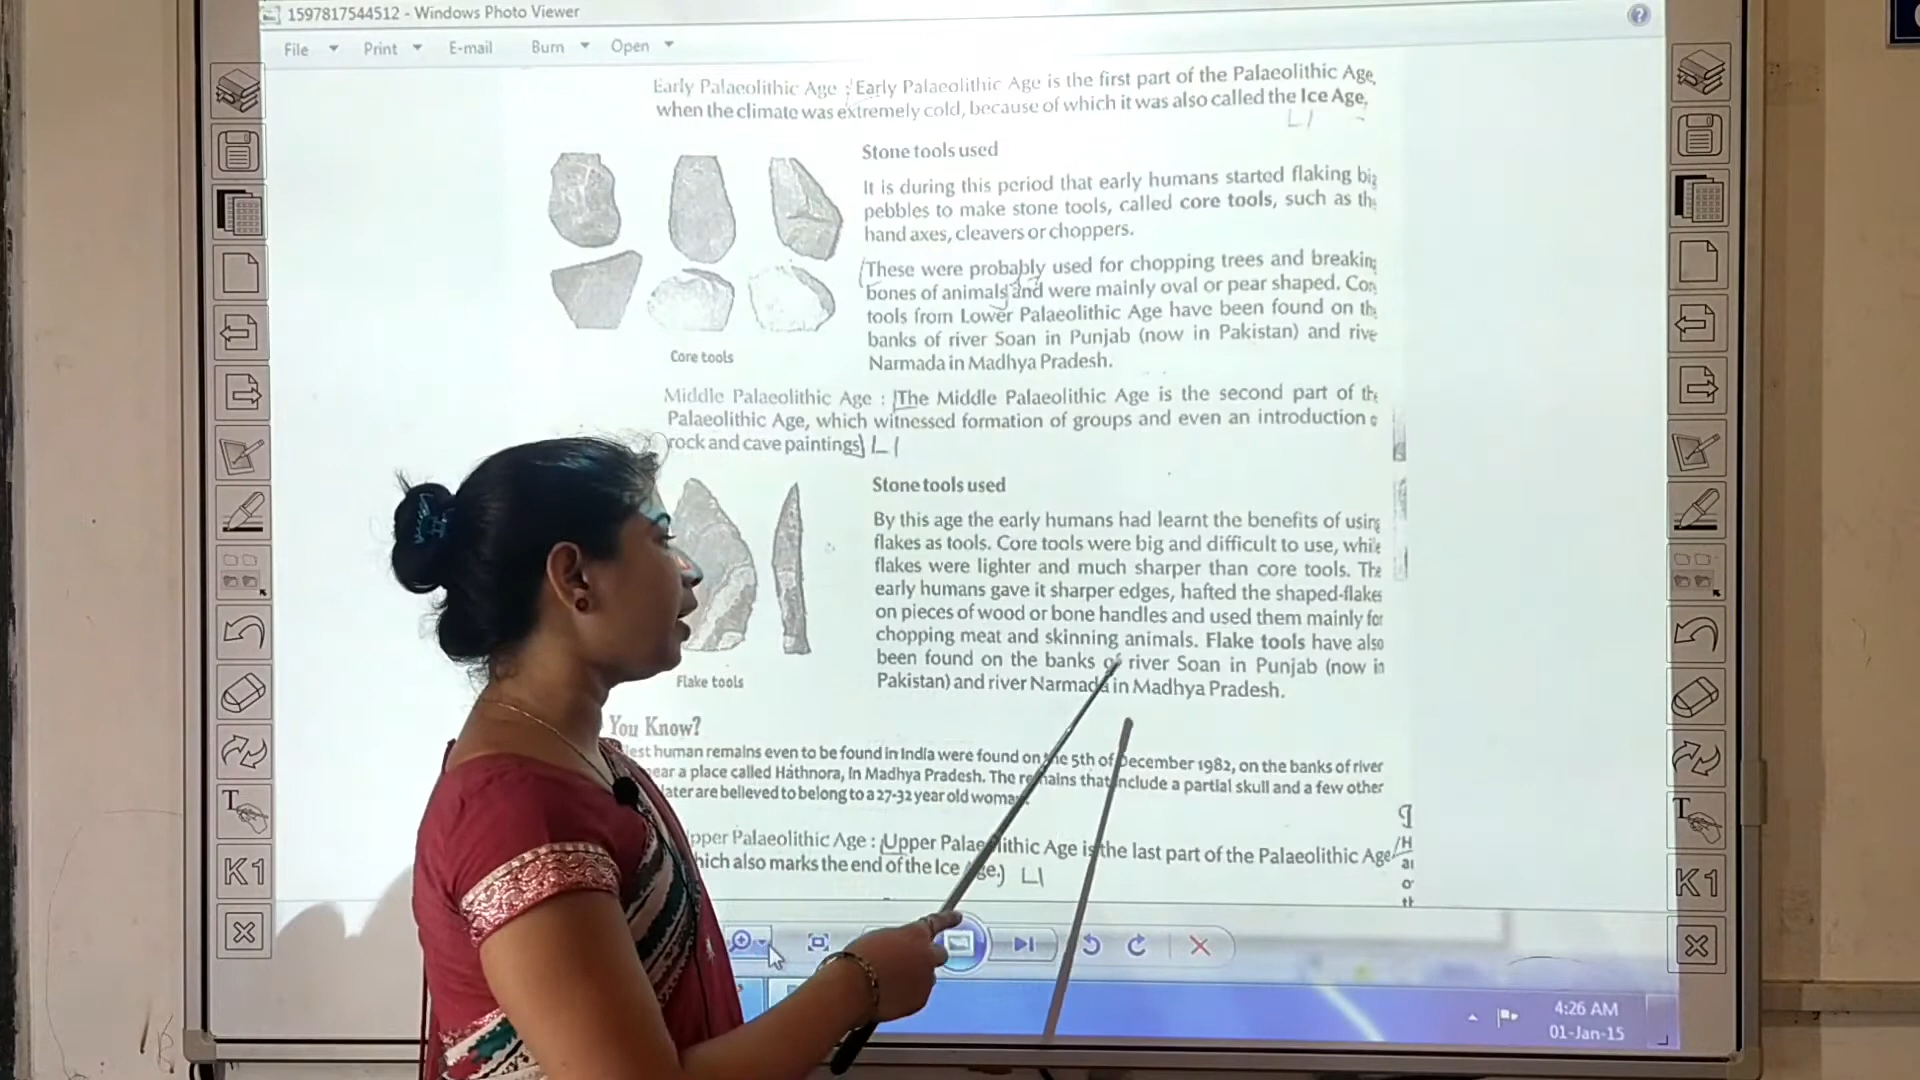 1597817544512 - Windows Photo Viewer
File Print E-mail Burn Open
Early Palaeolithic Age : Early Palaeolithic Age is the first part of the Palaeolithic Age,
when the climate was extremely cold, because of which it was also called the Ice Age,
L1
Stone tools used
It is during this period that early humans started flaking big
pebbles to make stone tools, called core tools, such as the
hand axes, cleavers or choppers.
These were probably used for chopping trees and breaking
bones of animals and were mainly oval or pear shaped. Cor
tools from Lower Palaeolithic Age have been found on the
banks of river Soan in Punjab (now in Pakistan) and rive
Narmada in Madhya Pradesh.
Core tools
Middle Palaeolithic Age : The Middle Palaeolithic Age is the second part of the
Palaeolithic Age, which witnessed formation of groups and even an introduction o
rock and cave paintings) L1
Stone tools used
By this age the early humans had learnt the benefits of using
flakes as tools. Core tools were big and difficult to use, while
flakes were lighter and much sharper than core tools. The
early humans gave it sharper edges, hafted the shaped-flakes
on pieces of wood or bone handles and used them mainly for
chopping meat and skinning animals. Flake tools have also
been found on the banks of river Soan in Punjab (now in
Pakistan) and river Narmada in Madhya Pradesh.
Flake tools
You Know?
est human remains even to be found in India were found on the 5th of December 1982, on the banks of river
ear a place called Hathnora, in Madhya Pradesh. The remains that include a partial skull and a few other
later are believed to belong to a 27-32 year old woman.
pper Palaeolithic Age : (Upper Palaeolithic Age is the last part of the Palaeolithic Age
hich also marks the end of the Ice Age.) L1
T
K1
T
K1
4:26 AM
01-Jan-15